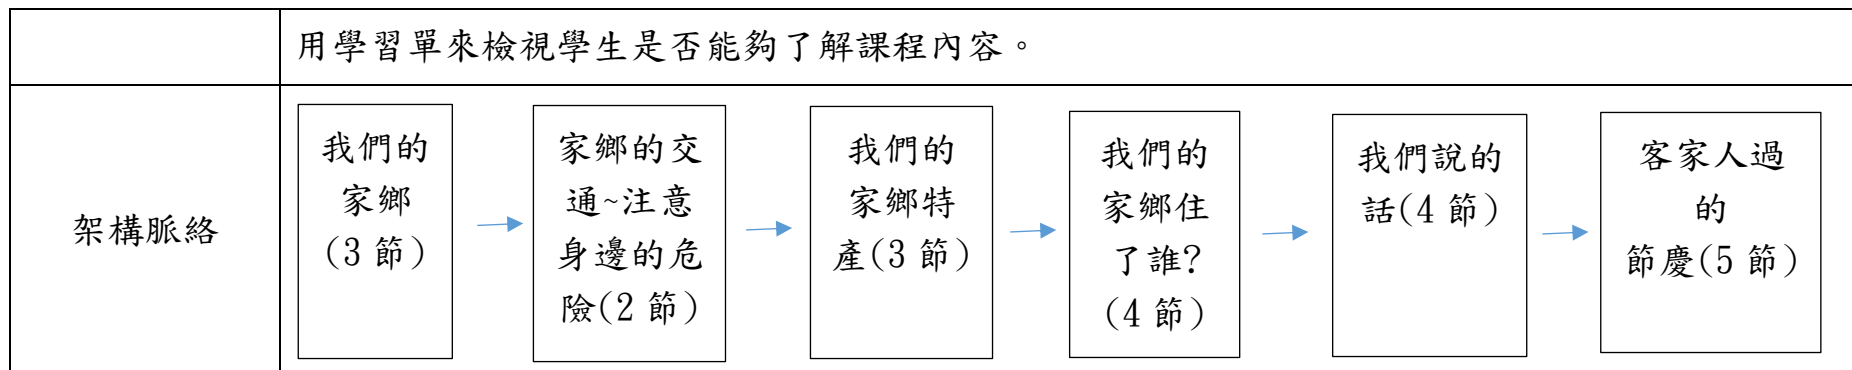 用學習單來檢視學生是否能夠了解課程內容。
架構脈絡
我們的
家鄉
(3 節)
家鄉的交
通~注意
身邊的危
險(2 節)
我們的
家鄉特
產(3 節)
我們的
家鄉住
了誰?
(4 節)
我們說的
話(4 節)
客家人過
的
節慶(5 節)